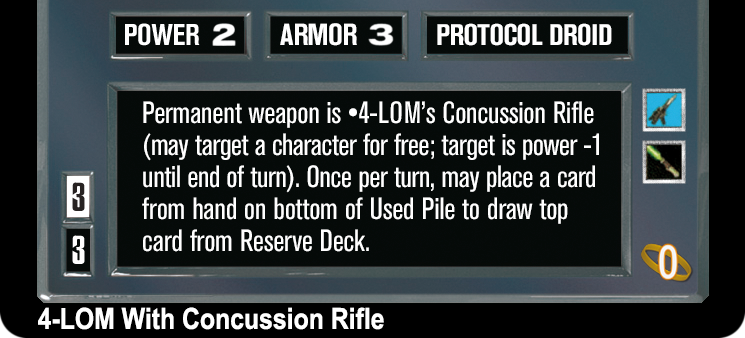 POWER 2 ARMOR 3 PROTOCOL DROID
Permanent weapon is •4-LOM's Concussion Rifle
(may target a character for free; target is power -1
until end of turn). Once per turn, may place a card
from hand on bottom of Used Pile to draw top
card from Reserve Deck.
3
3
0
4-LOM With Concussion Rifle